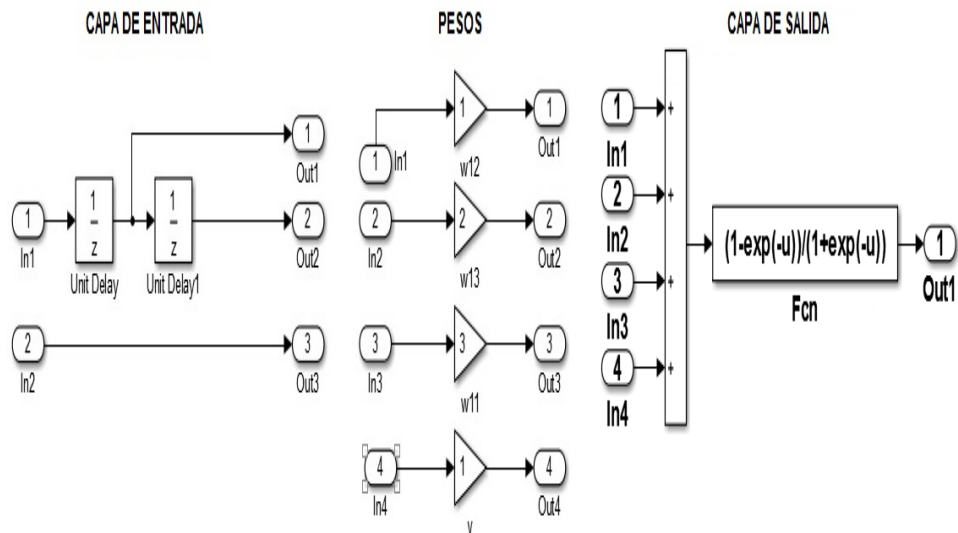 CAPA DE ENTRADA
1
Out1
1
In1
1
z
Unit Delay
1
z
Unit Delay1
2
Out2
2
In2
3
Out3
PESOS
1
In1
1
w12
1
Out1
2
In2
2
w13
2
Out2
3
In3
3
w11
3
Out3
4
In4
1
v
4
Out4
CAPA DE SALIDA
1
In1
2
In2
3
In3
4
In4
+
+
+
+
(1-exp(-u))/(1+exp(-u))
Fcn
1
Out1